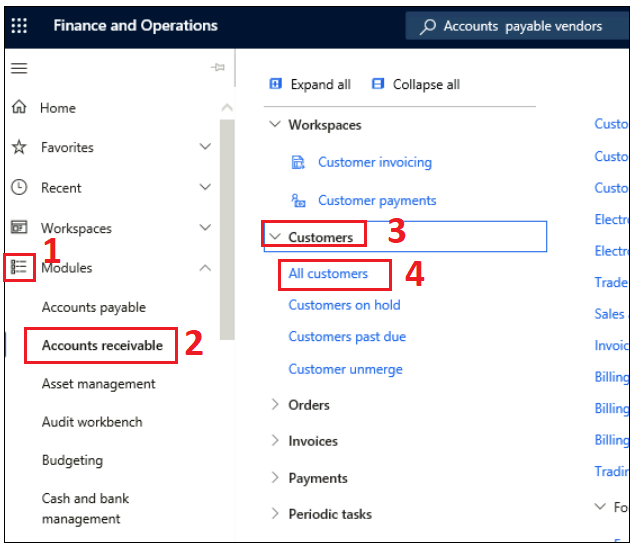 Finance and Operations
Accounts payable vendors
Home
Favorites
Recent
Workspaces
1
Modules
Accounts payable
Accounts receivable
2
Asset management
Audit workbench
Budgeting
Cash and bank
management
Expand all
Collapse all
Workspaces
Customer invoicing
Customer payments
Customers
3
All customers
4
Customers on hold
Customers past due
Customer unmerge
Orders
Invoices
Payments
Periodic tasks
Custo
Custo
Custo
Electr
Electr
Trade
Sales
Invoic
Billing
Billing
Billing
Tradin
Fo